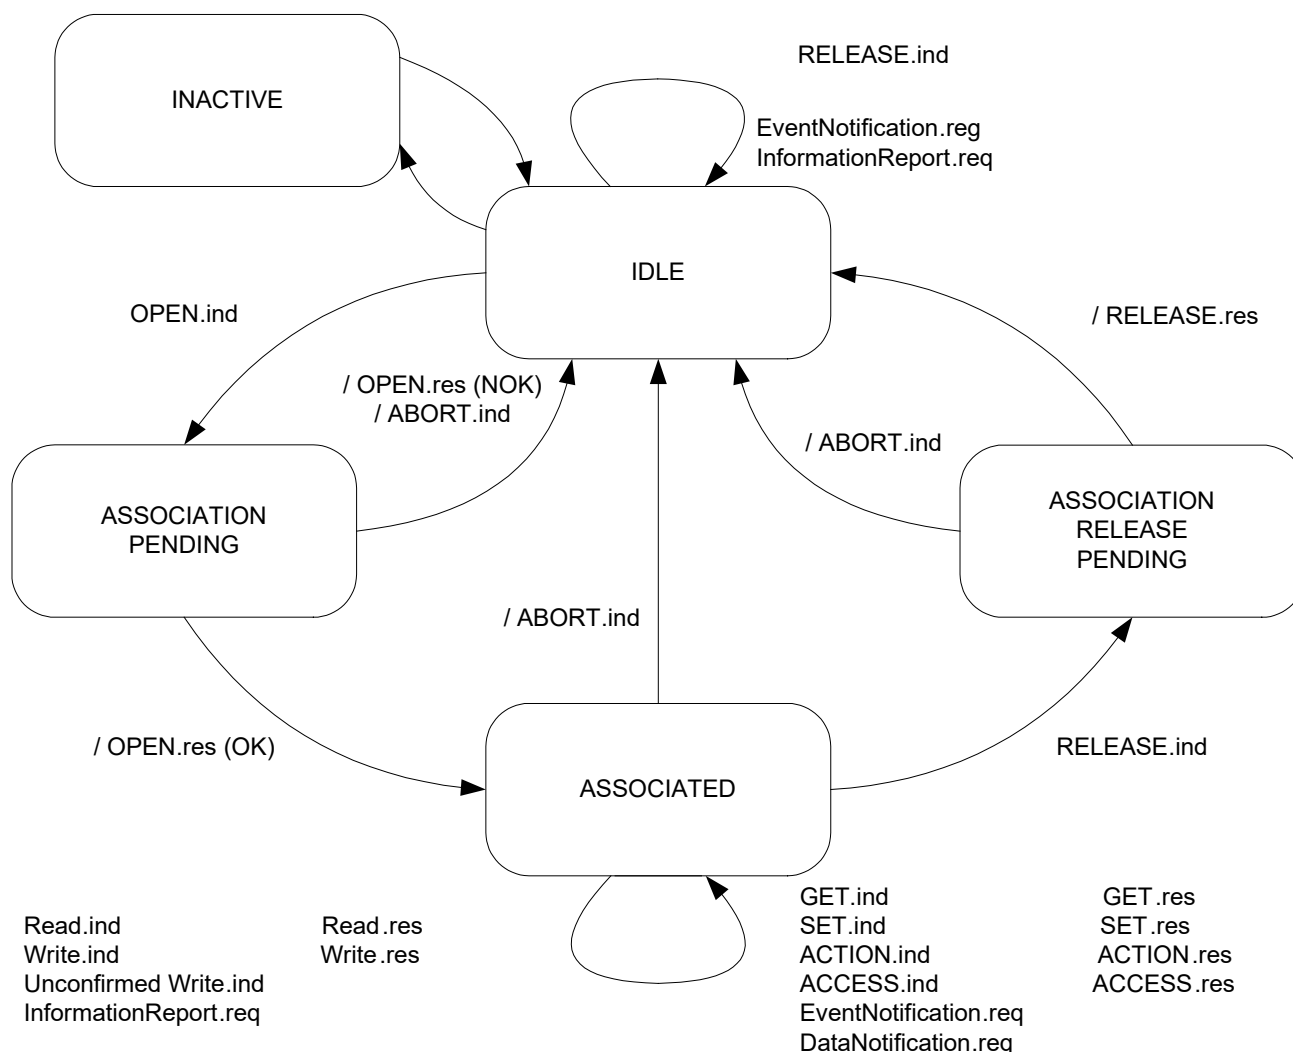 RELEASE.ind
INACTIVE
EventNotification.reg
InformationReport.req
IDLE
OPEN.ind
/ RELEASE.res
/ OPEN.res (NOK)
/ ABORT.ind
/ ABORT.ind
ASSOCIATION
PENDING
ASSOCIATION
RELEASE
PENDING
/ ABORT.ind
/ OPEN.res (OK)
RELEASE.ind
ASSOCIATED
Read.ind
Write.ind
Unconfirmed Write.ind
InformationReport.req
Read.res
Write.res
GET.ind
SET.ind
ACTION.ind
ACCESS.ind
EventNotification.req
DataNotification.req
GET.res
SET.res
ACTION.res
ACCESS.res